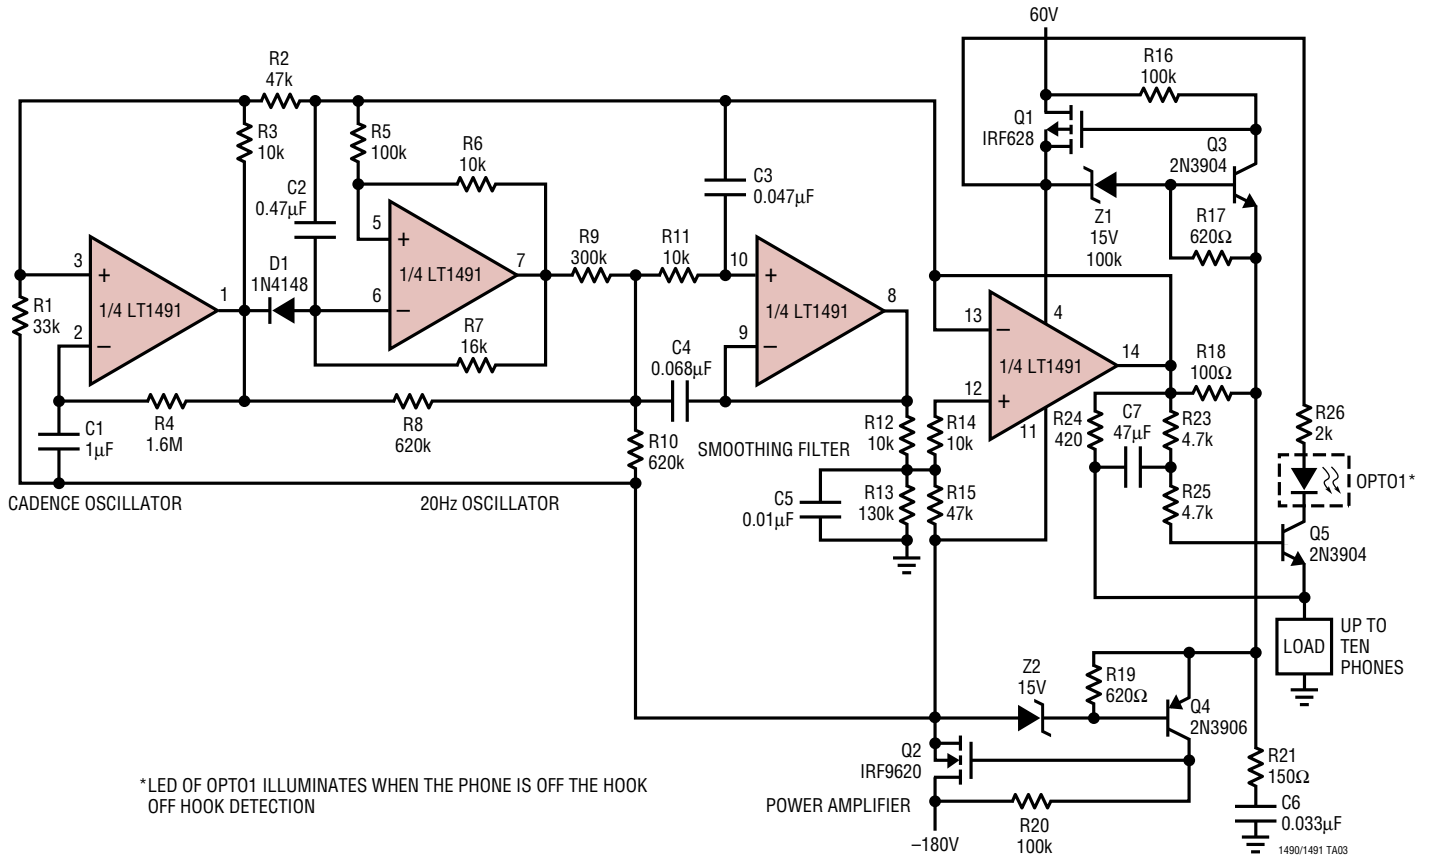 60V
R2
47k
R16
100k
R3
10k
R5
100k
R6
10k
Q1
IRF628
Q3
2N3904
C2
0.47µF
C3
0.047µF
Z1
15V
100k
R17
620Ω
5
+
3
+
1/4 LT1491
7
6
–
D1
1N4148
R9
300k
R11
10k
10
+
1/4 LT1491
8
9
–
R1
33k
1/4 LT1491
1
2
–
R7
16k
C4
0.068µF
13
–
4
1/4 LT1491
14
12
+
11
R18
100Ω
R4
1.6M
R8
620k
C1
1µF
R10
620k
SMOOTHING FILTER
R12
10k
R14
10k
R24
420
C7
47µF
R23
4.7k
R26
2k
CADENCE OSCILLATOR
20Hz OSCILLATOR
C5
0.01µF
R13
130k
R15
47k
R25
4.7k
OPTO1*
Q5
2N3904
LOAD
UP TO
TEN
PHONES
Z2
15V
R19
620Ω
Q4
2N3906
Q2
IRF9620
R21
150Ω
*LED OF OPTO1 ILLUMINATES WHEN THE PHONE IS OFF THE HOOK
OFF HOOK DETECTION
POWER AMPLIFIER
R20
100k
C6
0.033µF
–180V
1490/1491 TA03